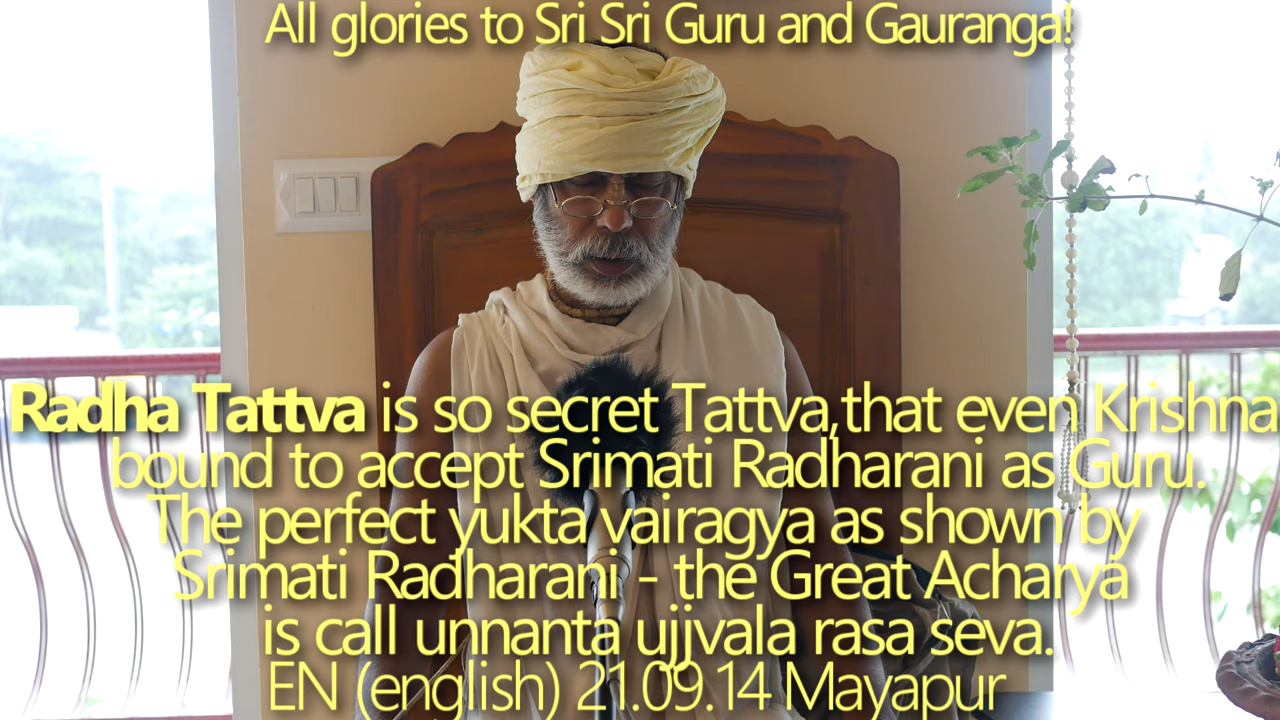 All glories to Sri Sri Guru and Gauranga!
Radha Tattva is so secret Tattva,that even Krishna
bound to accept Srimati Radharani as Guru.
The perfect yukta vairagya as shown by
Srimati Radharani - the Great Acharya
is call unnanta ujjvala rasa seva.
EN (english) 21.09.14 Mayapur